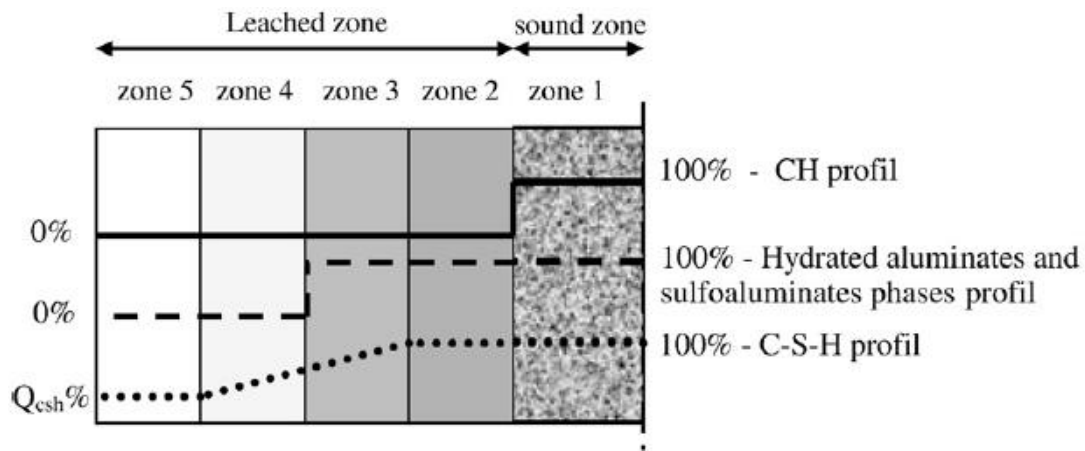 Leached zone sound zone
zone 5 zone 4 zone 3 zone 2 zone 1
100% - CH profil
0%
100% - Hydrated aluminates and
sulfoaluminates phases profil
0%
100% - C-S-H profil
Qcsh%